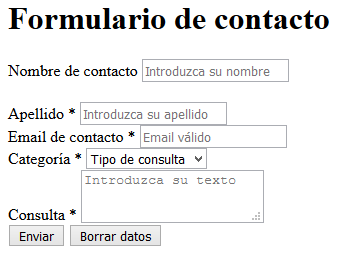 Formulario de contacto
Nombre de contacto Introduzca su nombre
Apellido * Introduzca su apellido
Email de contacto * Email válido
Categoría * Tipo de consulta
Introduzca su texto
Consulta *
Enviar Borrar datos